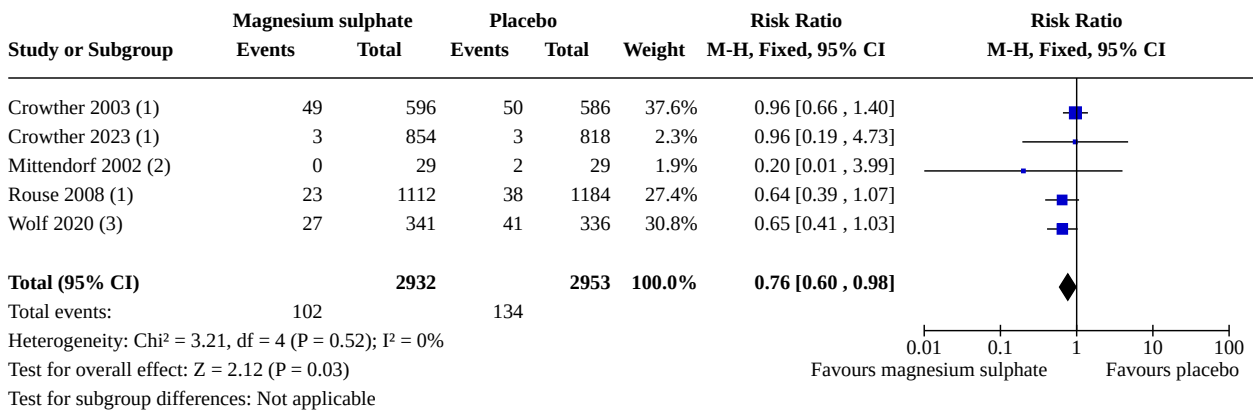 Magnesium sulphate Placebo Risk Ratio Risk Ratio
Study or Subgroup Events Total Events Total Weight M-H, Fixed, 95% CI M-H, Fixed, 95% CI
Crowther 2003 (1) 49 596 50 586 37.6% 0.96 [0.66 , 1.40]
Crowther 2023 (1) 3 854 3 818 2.3% 0.96 [0.19 , 4.73]
Mittendorf 2002 (2) 0 29 2 29 1.9% 0.20 [0.01 , 3.99]
Rouse 2008 (1) 23 1112 38 1184 27.4% 0.64 [0.39 , 1.07]
Wolf 2020 (3) 27 341 41 336 30.8% 0.65 [0.41 , 1.03]
Total (95% CI) 2932 2953 100.0% 0.76 [0.60 , 0.98]
Total events: 102 134
Heterogeneity: Chi² = 3.21, df = 4 (P = 0.52); I² = 0%
0.01 0.1 1 10 100
Test for overall effect: Z = 2.12 (P = 0.03) Favours magnesium sulphate Favours placebo
Test for subgroup differences: Not applicable